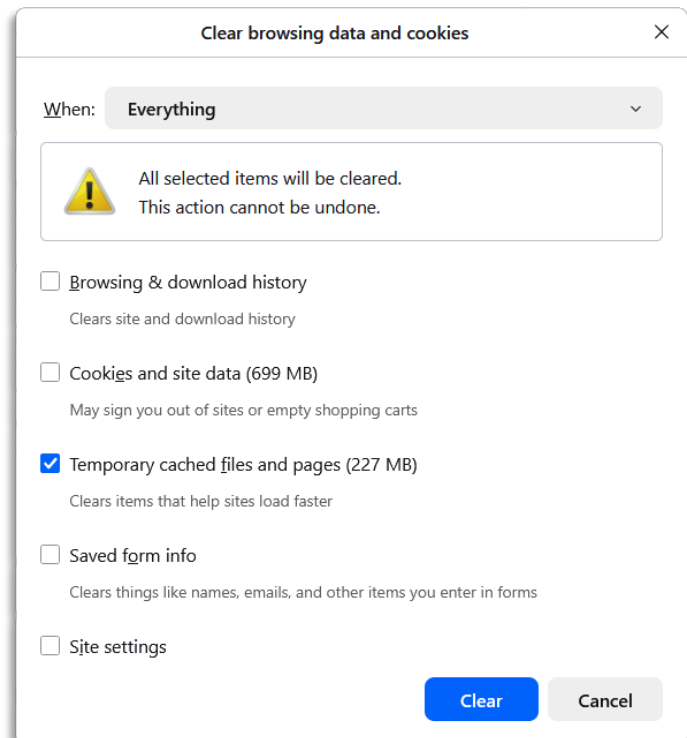 Clear browsing data and cookies
When: Everything
All selected items will be cleared.
This action cannot be undone.
Browsing & download history
Clears site and download history
Cookies and site data (699 MB)
May sign you out of sites or empty shopping carts
Temporary cached files and pages (227 MB)
Clears items that help sites load faster
Saved form info
Clears things like names, emails, and other items you enter in forms
Site settings
Clear Cancel